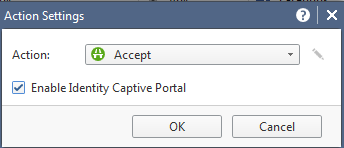 Action Settings
Action: Accept
Enable Identity Captive Portal
OK Cancel